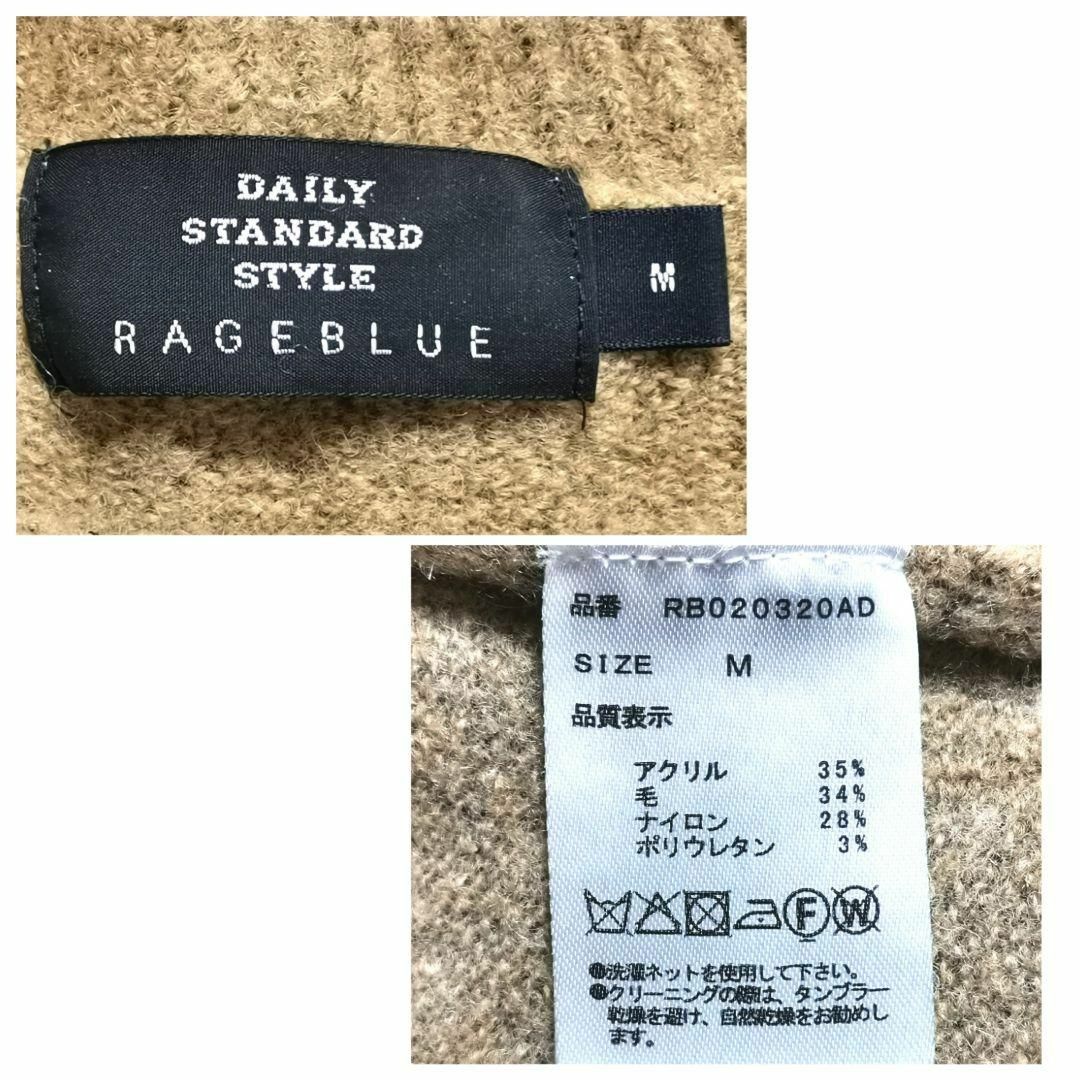 DAILY
STANDARD
STYLE
RAGEBLUE
M
品番 RB020320AD
SIZE M
品質表示
アクリル 35%
毛 34%
ナイロン 28%
ポリウレタン 3%
F W
●洗濯ネットを使用して下さい。
●クリーニングの際は、タンブラー
乾燥を避け、自然乾燥をお勧めし
ます。